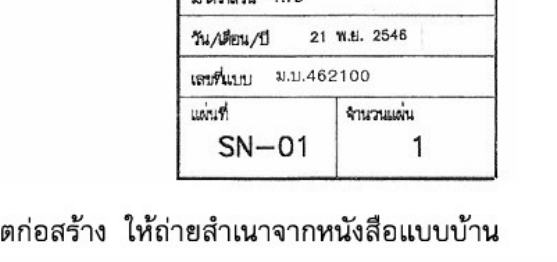 วัน/เดือน/ปี 21 พ.ย. 2546
เลขที่แบบ ม.บ.462100
แผ่นที่ จำนวนแผ่น
SN-01 1
ตก่อสร้าง ให้ถ่ายสำเนาจากหนังสือแบบบ้าน